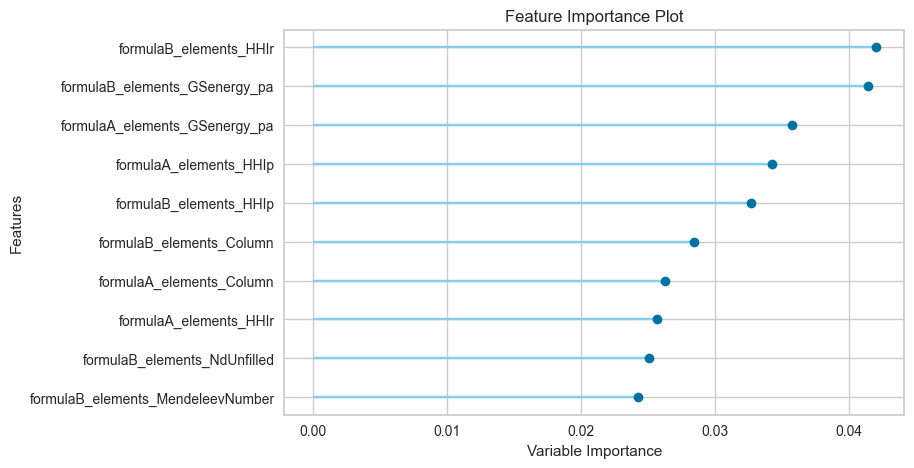 Feature Importance Plot
formulaB_elements_HHIr
formulaB_elements_GSenergy_pa
formulaA_elements_GSenergy_pa
formulaA_elements_HHIp
formulaB_elements_HHIp
formulaB_elements_Column
formulaA_elements_Column
formulaA_elements_HHIr
formulaB_elements_NdUnfilled
formulaB_elements_MendeleevNumber
Features
0.00 0.01 0.02 0.03 0.04
Variable Importance